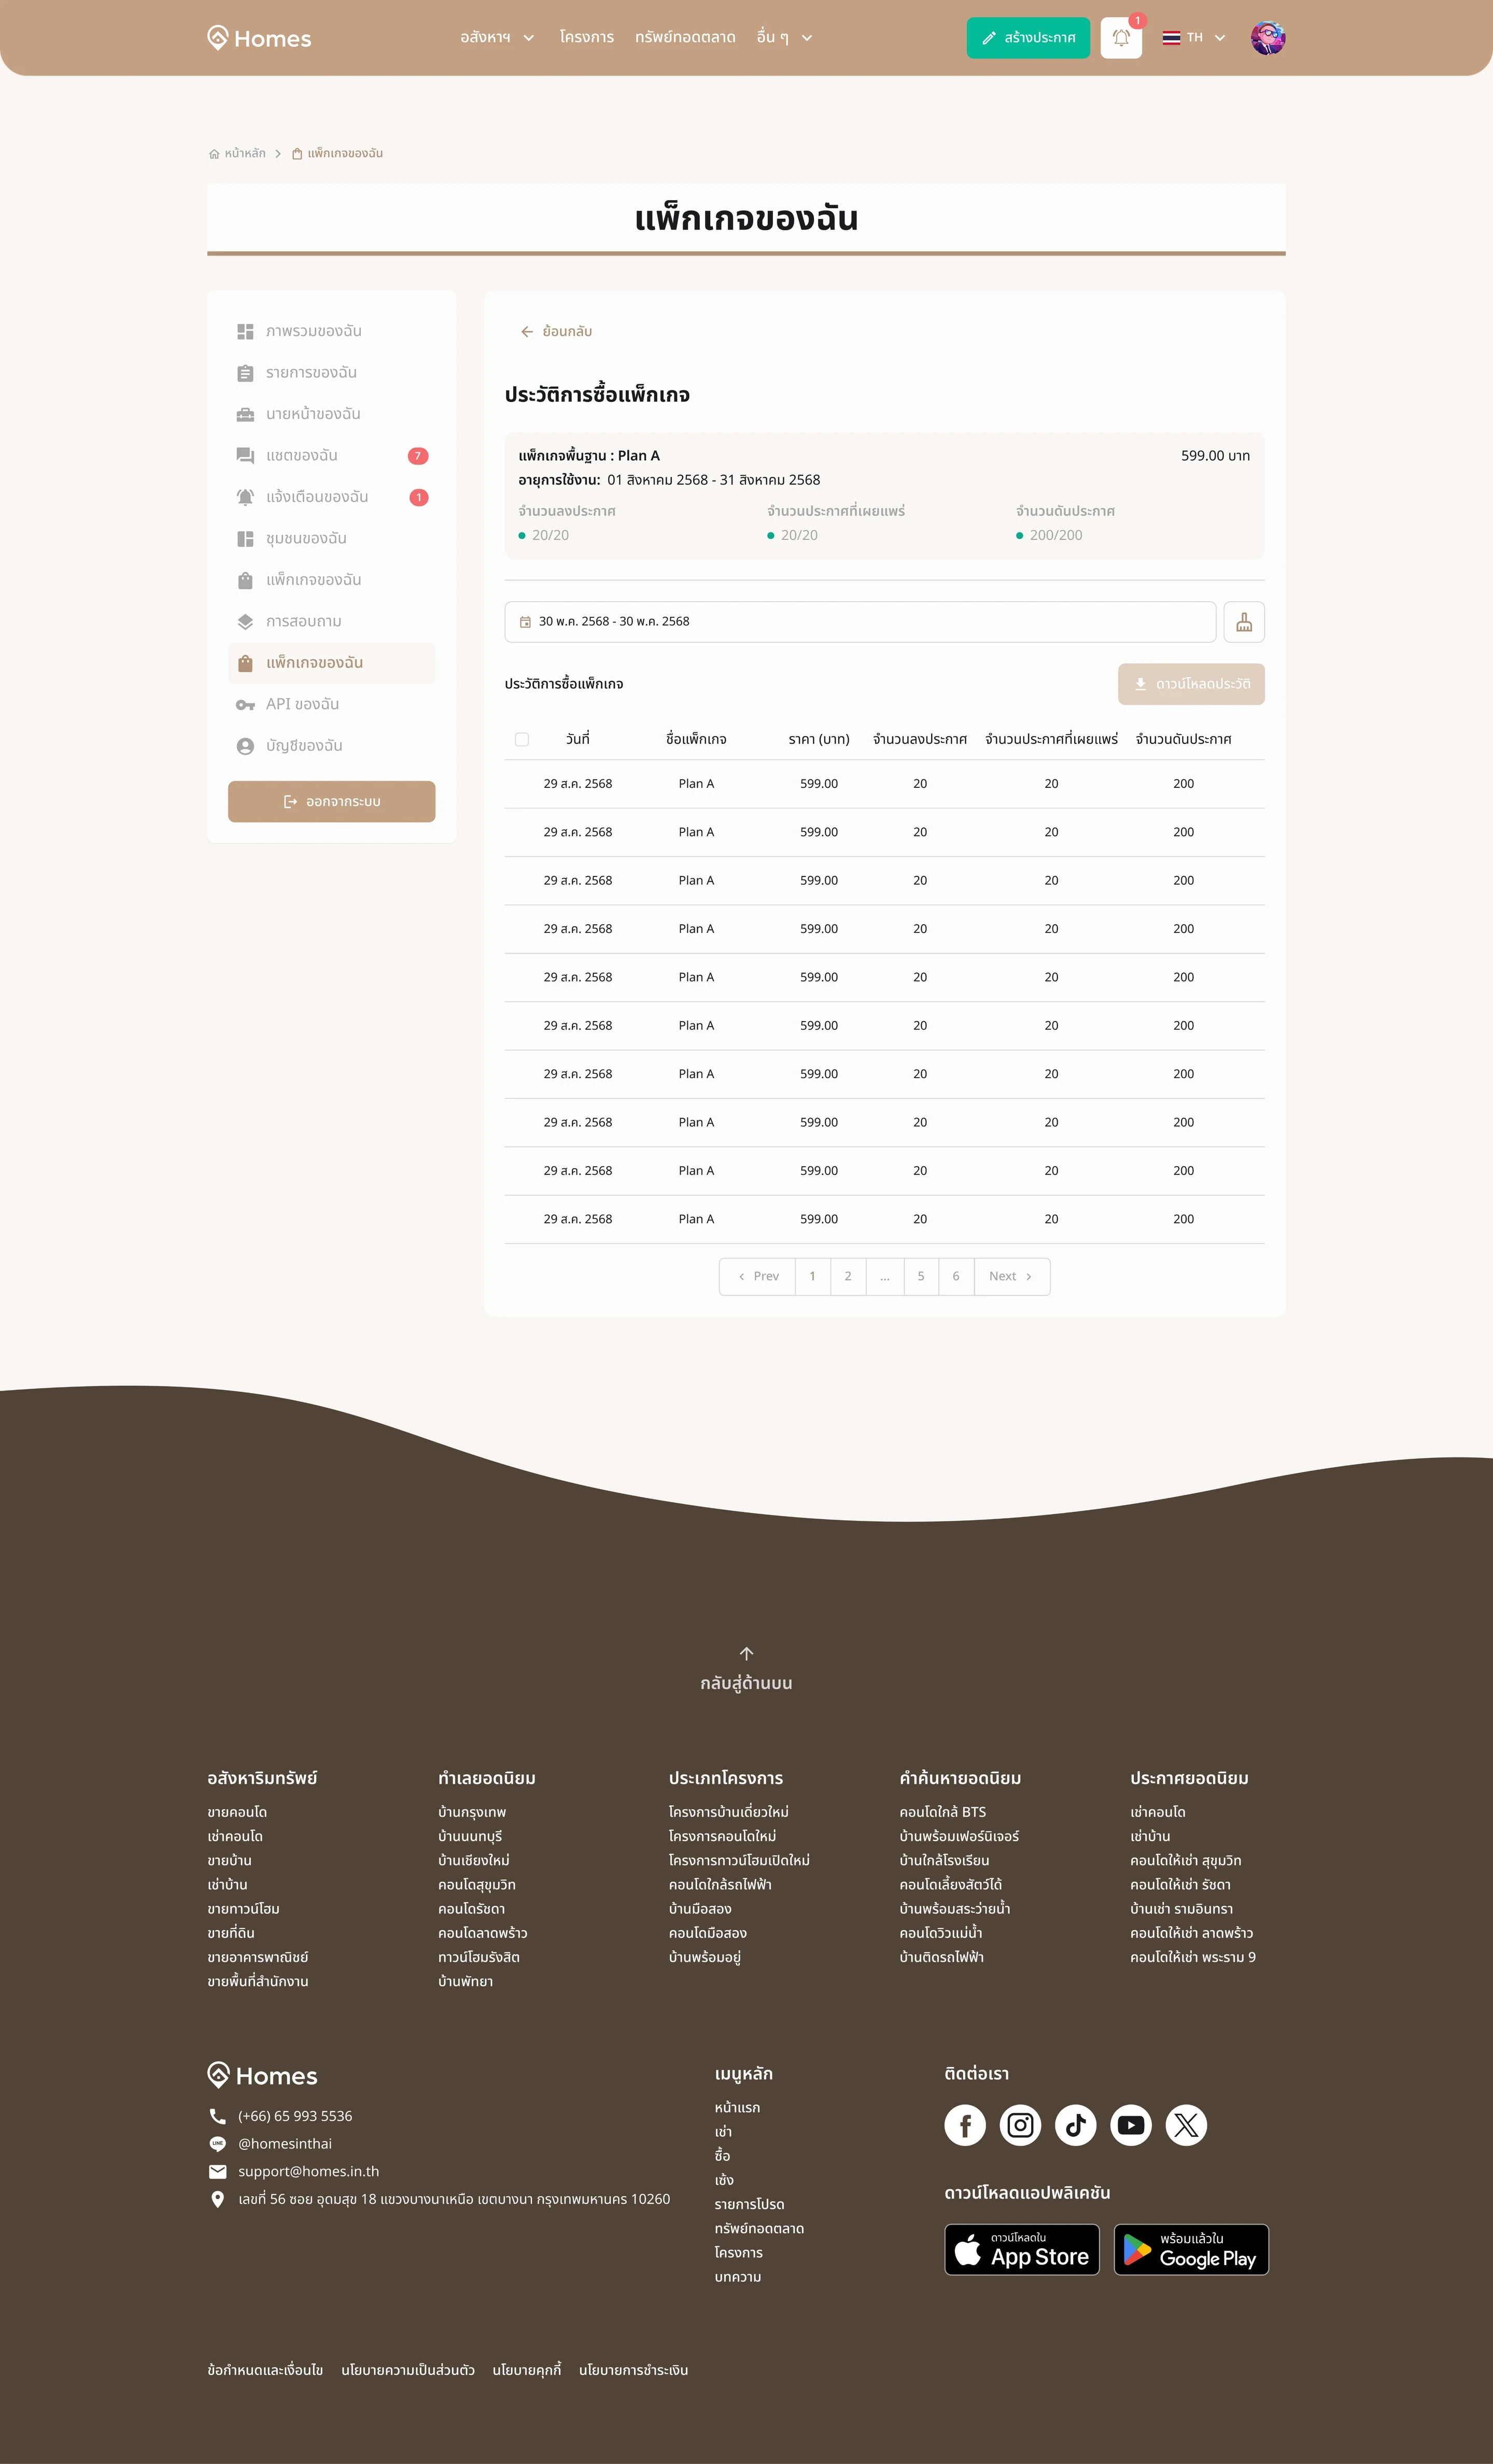 Homes
อสังหาฯ
โครงการ
ทรัพย์ทอดตลาด
อื่น ๆ
สร้างประกาศ
1
TH
หน้าหลัก
แพ็กเกจของฉัน
แพ็กเกจของฉัน
ภาพรวมของฉัน
รายการของฉัน
นายหน้าของฉัน
แชตของฉัน 7
แจ้งเตือนของฉัน 1
ชุมชนของฉัน
แพ็กเกจของฉัน
การสอบถาม
แพ็กเกจของฉัน
API ของฉัน
บัญชีของฉัน
ออกจากระบบ
ย้อนกลับ
ประวัติการซื้อแพ็กเกจ
แพ็กเกจพื้นฐาน : Plan A 599.00 บาท
อายุการใช้งาน: 01 สิงหาคม 2568 - 31 สิงหาคม 2568
จำนวนลงประกาศ จำนวนประกาศที่เผยแพร่ จำนวนดันประกาศ
20/20 20/20 200/200
30 พ.ค. 2568 - 30 พ.ค. 2568
ประวัติการซื้อแพ็กเกจ ดาวน์โหลดประวัติ
วันที่ ชื่อแพ็กเกจ ราคา (บาท) จำนวนลงประกาศ จำนวนประกาศที่เผยแพร่ จำนวนดันประกาศ
29 ส.ค. 2568 Plan A 599.00 20 20 200
29 ส.ค. 2568 Plan A 599.00 20 20 200
29 ส.ค. 2568 Plan A 599.00 20 20 200
29 ส.ค. 2568 Plan A 599.00 20 20 200
29 ส.ค. 2568 Plan A 599.00 20 20 200
29 ส.ค. 2568 Plan A 599.00 20 20 200
29 ส.ค. 2568 Plan A 599.00 20 20 200
29 ส.ค. 2568 Plan A 599.00 20 20 200
29 ส.ค. 2568 Plan A 599.00 20 20 200
29 ส.ค. 2568 Plan A 599.00 20 20 200
Prev 1 2 ... 5 6 Next
กลับสู่ด้านบน
อสังหาริมทรัพย์
ขายคอนโด
เช่าคอนโด
ขายบ้าน
เช่าบ้าน
ขายทาวน์โฮม
ขายที่ดิน
ขายอาคารพาณิชย์
ขายพื้นที่สำนักงาน
ทำเลยอดนิยม
บ้านกรุงเทพ
บ้านนนทบุรี
บ้านเชียงใหม่
คอนโดสุขุมวิท
คอนโดรัชดา
คอนโดลาดพร้าว
ทาวน์โฮมรังสิต
บ้านพัทยา
ประเภทโครงการ
โครงการบ้านเดี่ยวใหม่
โครงการคอนโดใหม่
โครงการทาวน์โฮมเปิดใหม่
คอนโดใกล้รถไฟฟ้า
บ้านมือสอง
คอนโดมือสอง
บ้านพร้อมอยู่
คำค้นหายอดนิยม
คอนโดใกล้ BTS
บ้านพร้อมเฟอร์นิเจอร์
บ้านใกล้โรงเรียน
คอนโดเลี้ยงสัตว์ได้
บ้านพร้อมสระว่ายน้ำ
คอนโดวิวแม่น้ำ
บ้านติดรถไฟฟ้า
ประกาศยอดนิยม
เช่าคอนโด
เช่าบ้าน
คอนโดให้เช่า สุขุมวิท
คอนโดให้เช่า รัชดา
บ้านเช่า รามอินทรา
คอนโดให้เช่า ลาดพร้าว
คอนโดให้เช่า พระราม 9
Homes
(+66) 65 993 5536
LINE
@homesinthai
support@homes.in.th
เลขที่ 56 ซอย อุดมสุข 18 แขวงบางนาเหนือ เขตบางนา กรุงเทพมหานคร 10260
เมนูหลัก
หน้าแรก
เช่า
ซื้อ
เซ้ง
รายการโปรด
ทรัพย์ทอดตลาด
โครงการ
บทความ
ติดต่อเรา
ดาวน์โหลดแอปพลิเคชัน
ดาวน์โหลดใน
App Store
พร้อมแล้วใน
Google Play
ข้อกำหนดและเงื่อนไข
นโยบายความเป็นส่วนตัว
นโยบายคุกกี้
นโยบายการชำระเงิน